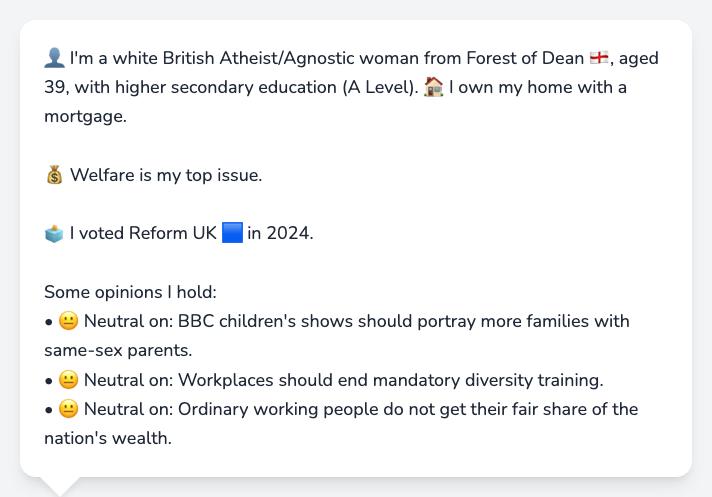 👤 I'm a white British Atheist/Agnostic woman from Forest of Dean 🏴󠁧󠁢󠁥󠁮󠁧󠁿, aged
39, with higher secondary education (A Level). 🏠 I own my home with a
mortgage.
💰 Welfare is my top issue.
🗳️ I voted Reform UK 🟦 in 2024.
Some opinions I hold:
• 😐 Neutral on: BBC children's shows should portray more families with
same-sex parents.
• 😐 Neutral on: Workplaces should end mandatory diversity training.
• 😐 Neutral on: Ordinary working people do not get their fair share of the
nation's wealth.